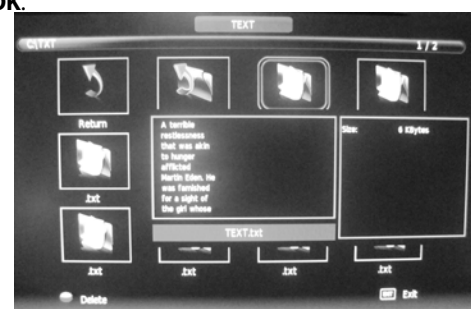 OK.
TEXT
C:\TXT
1 / 2
Return
A terrible
restlessness
that was akin
to hunger
afflicted
Martin Eden. He
was famished
for a sight of
the girl whose
Size: 6 KBytes
.txt
TEXT.txt
.txt .txt .txt .txt
Delete
EXIT Exit